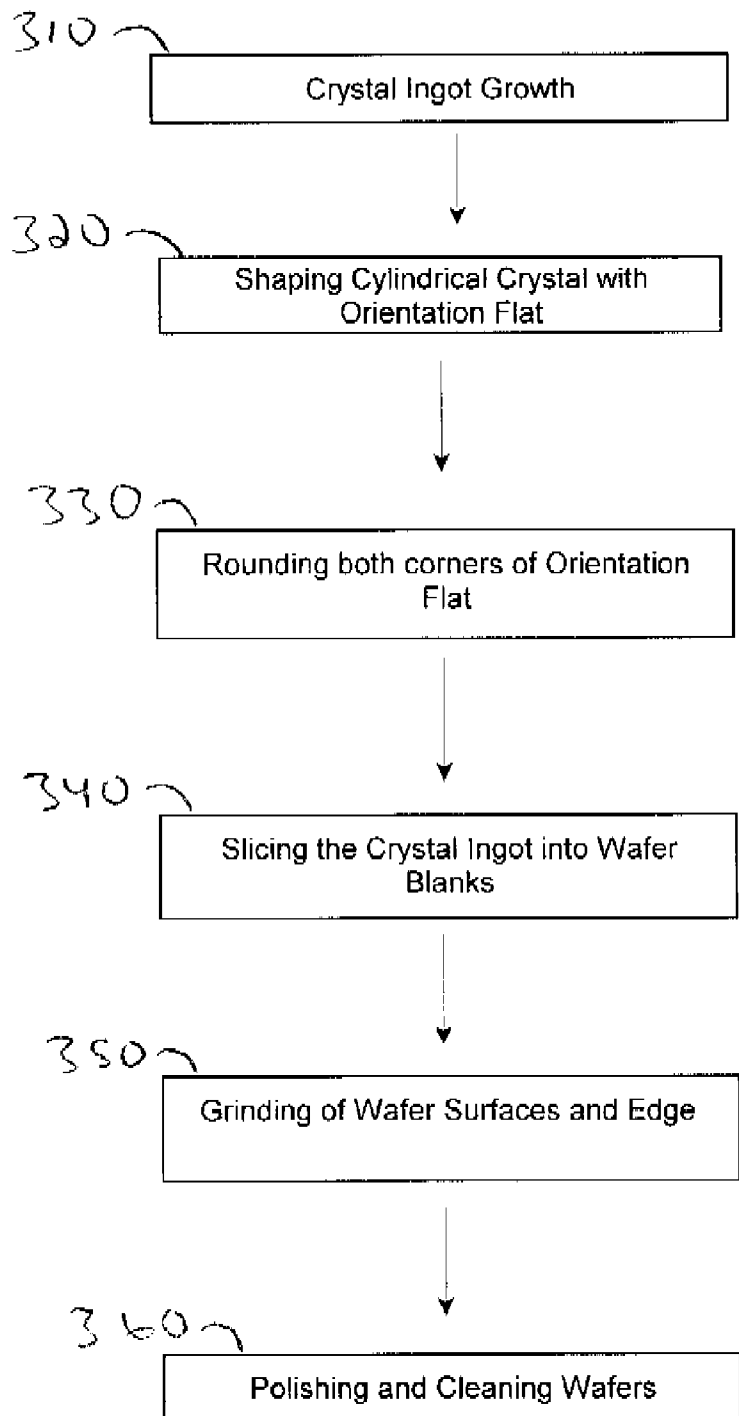 310
Crystal Ingot Growth
320
Shaping Cylindrical Crystal with
Orientation Flat
330
Rounding both corners of Orientation
Flat
340
Slicing the Crystal Ingot into Wafer
Blanks
350
Grinding of Wafer Surfaces and Edge
360
Polishing and Cleaning Wafers